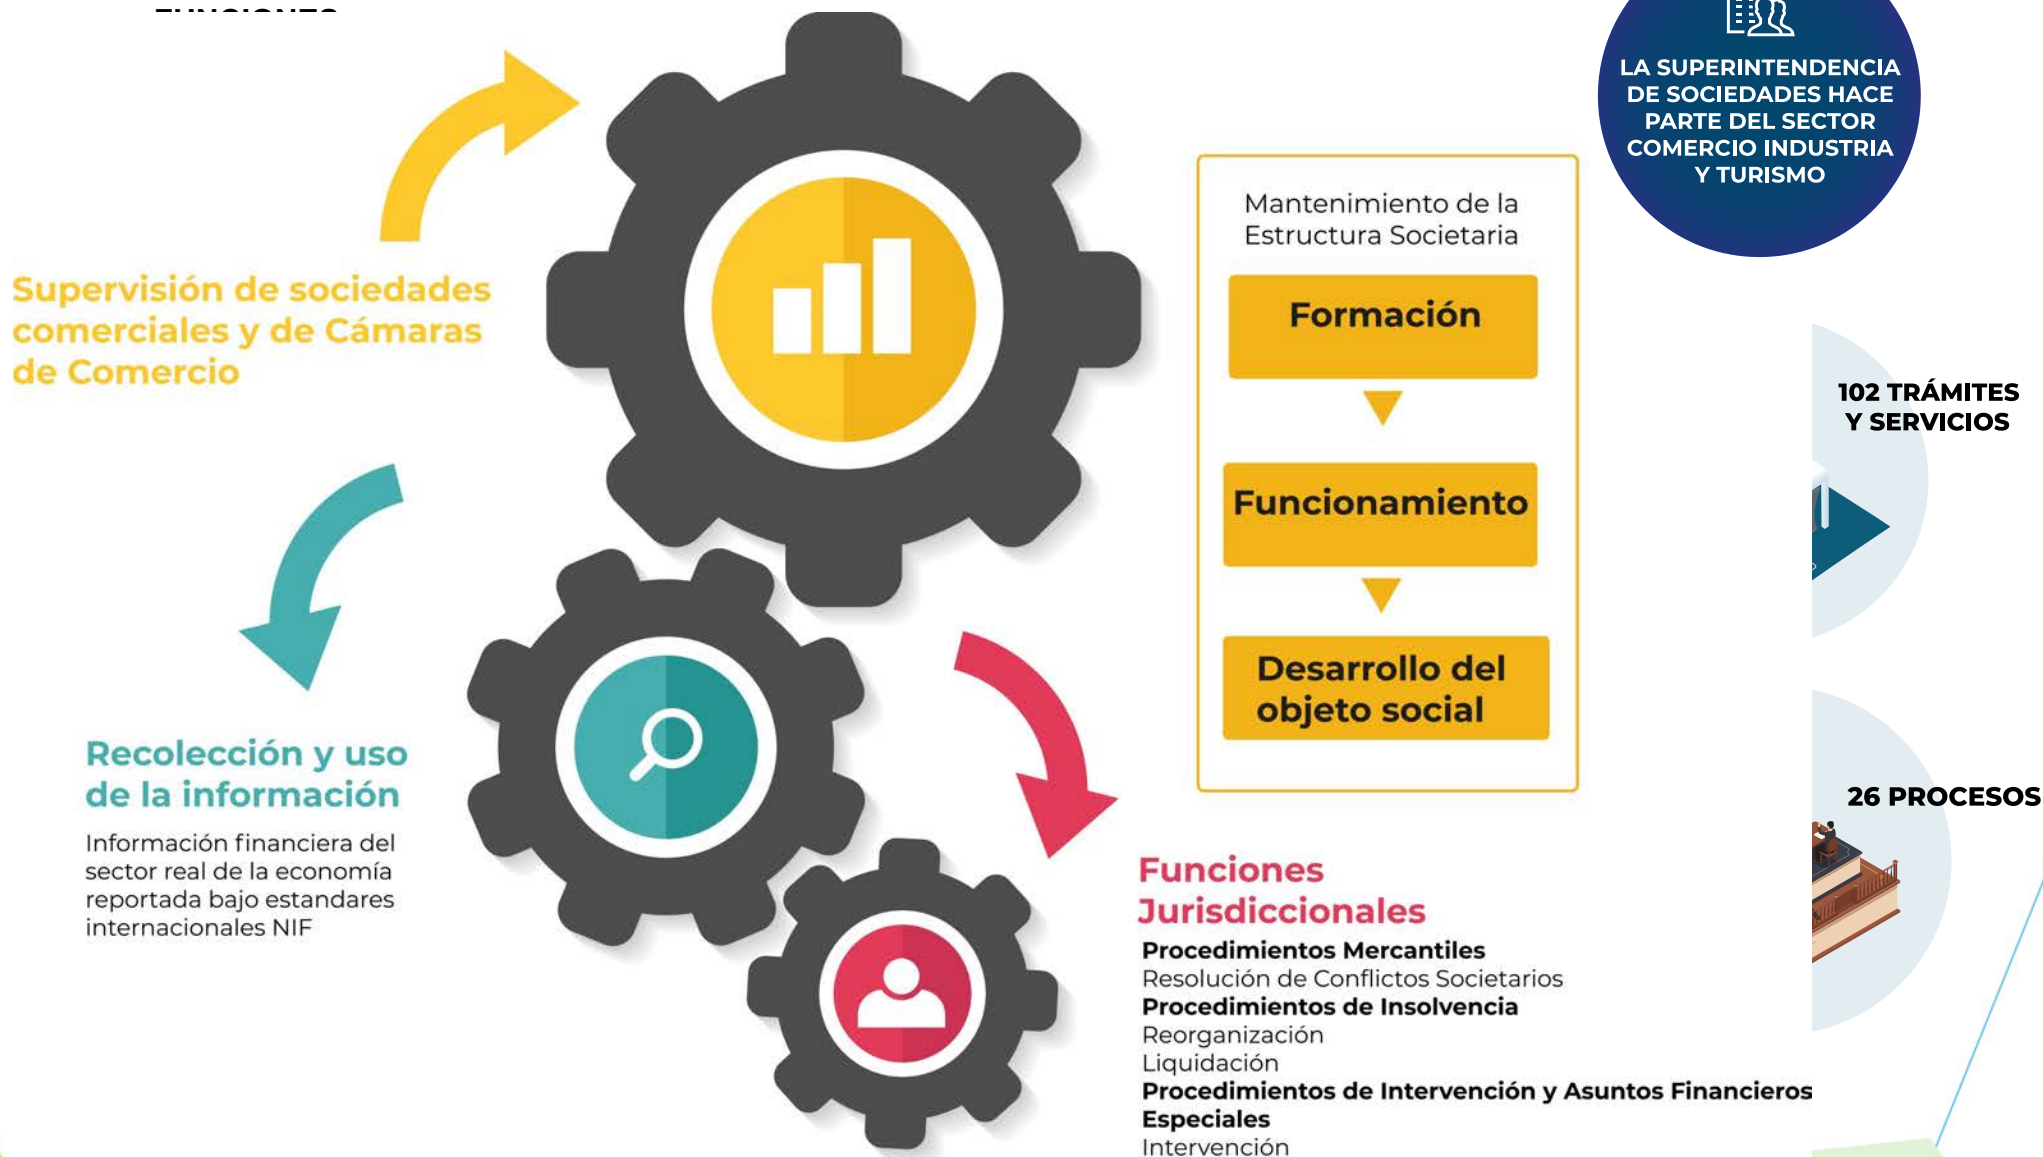 FUNCIONES
LA SUPERINTENDENCIA
DE SOCIEDADES HACE
PARTE DEL SECTOR
COMERCIO INDUSTRIA
Y TURISMO
Supervisión de sociedades
comerciales y de Cámaras
de Comercio
Mantenimiento de la
Estructura Societaria
Formación
Funcionamiento
Desarrollo del
objeto social
102 TRÁMITES
Y SERVICIOS
26 PROCESOS
Recolección y uso
de la información
Información financiera del
sector real de la economía
reportada bajo estandares
internacionales NIF
Funciones
Jurisdiccionales
Procedimientos Mercantiles
Resolución de Conflictos Societarios
Procedimientos de Insolvencia
Reorganización
Liquidación
Procedimientos de Intervención y Asuntos Financieros
Especiales
Intervención